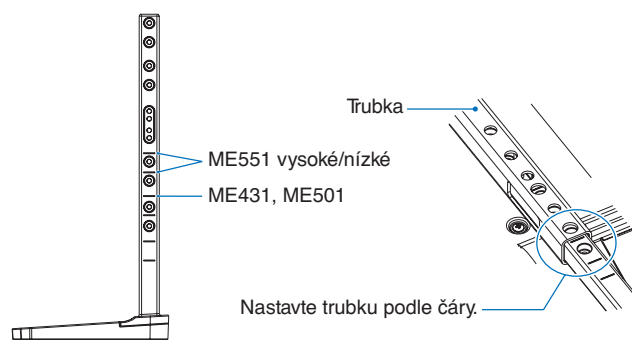 Trubka
ME551 vysoké/nízké
ME431, ME501
Nastavte trubku podle čáry.